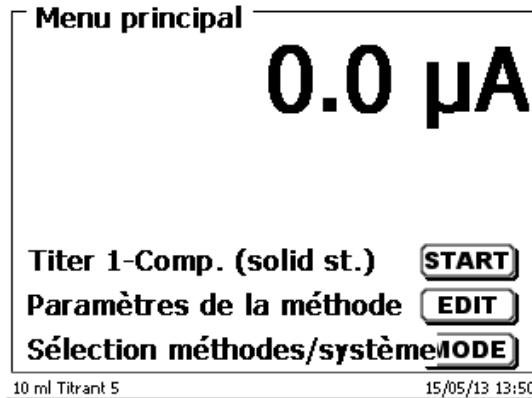 Menu principal
0.0 µA
Titer 1-Comp. (solid st.) START
Paramètres de la méthode EDIT
Sélection méthodes/système MODE
10 ml Titrant 5 15/05/13 13:50